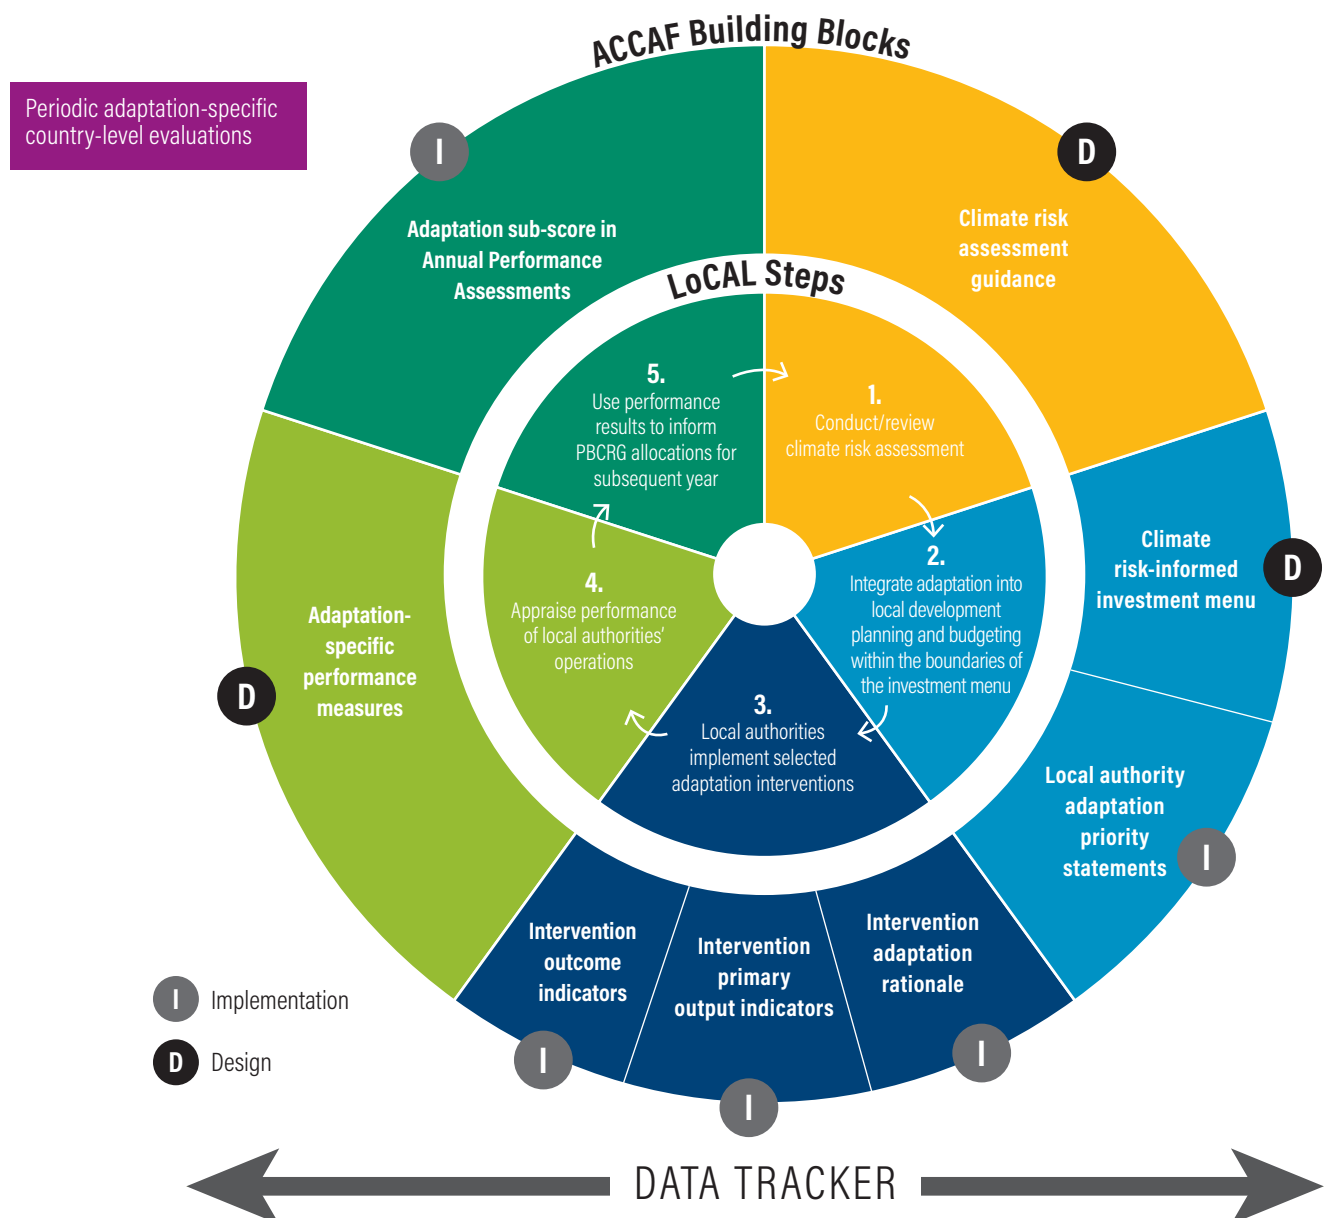 ACCAF Building Blocks
Periodic adaptation-specific
country-level evaluations
I
D
Adaptation sub-score in
Annual Performance
Assessments
Climate risk
assessment
guidance
LoCAL Steps
5.
Use performance
results to inform
PBCRG allocations for
subsequent year
1.
Conduct/review
climate risk assessment
2.
Integrate adaptation into
local development
planning and budgeting
within the boundaries of
the investment menu
Climate
risk-informed
investment menu
D
4.
Appraise performance
of local authorities'
operations
Adaptation-
specific
performance
measures
D
3.
Local authorities
implement selected
adaptation interventions
Local authority
adaptation
priority
statements
I
Intervention
outcome
indicators
I
Intervention
primary
output indicators
I
Intervention
adaptation
rationale
I
I Implementation
D Design
DATA TRACKER